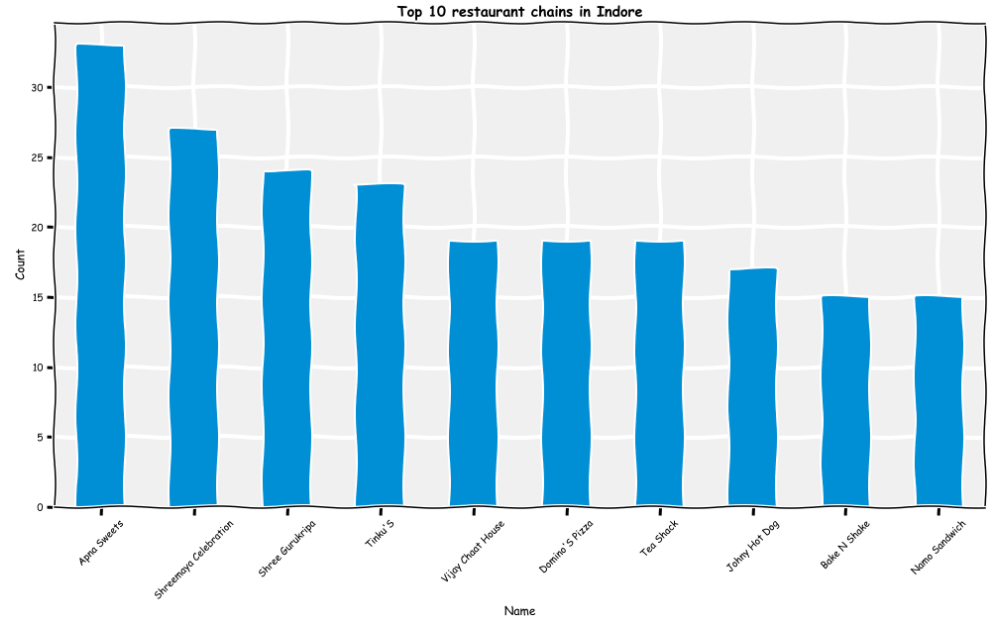 Top 10 restaurant chains in Indore
30
25
20
15
10
5
0
Count
Apna Sweets
Shreemaya Celebration
Shree Gurukripa
Tinku'S
Vijay Chaat House
Domino'S Pizza
Tea Shack
Johny Hot Dog
Bake N Shake
Namo Sandwich
Name